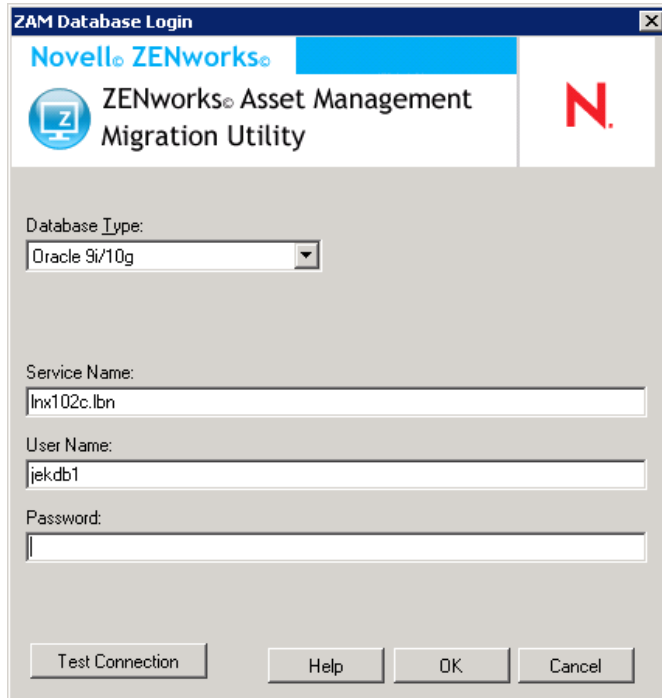 ZAM Database Login
Novell© ZENworks©
ZENworks© Asset Management
Migration Utility
N.
Database Type:
Oracle 9i/10g
Service Name:
lnx102c.lbn
User Name:
jekdb1
Password:
Test Connection
Help
OK
Cancel